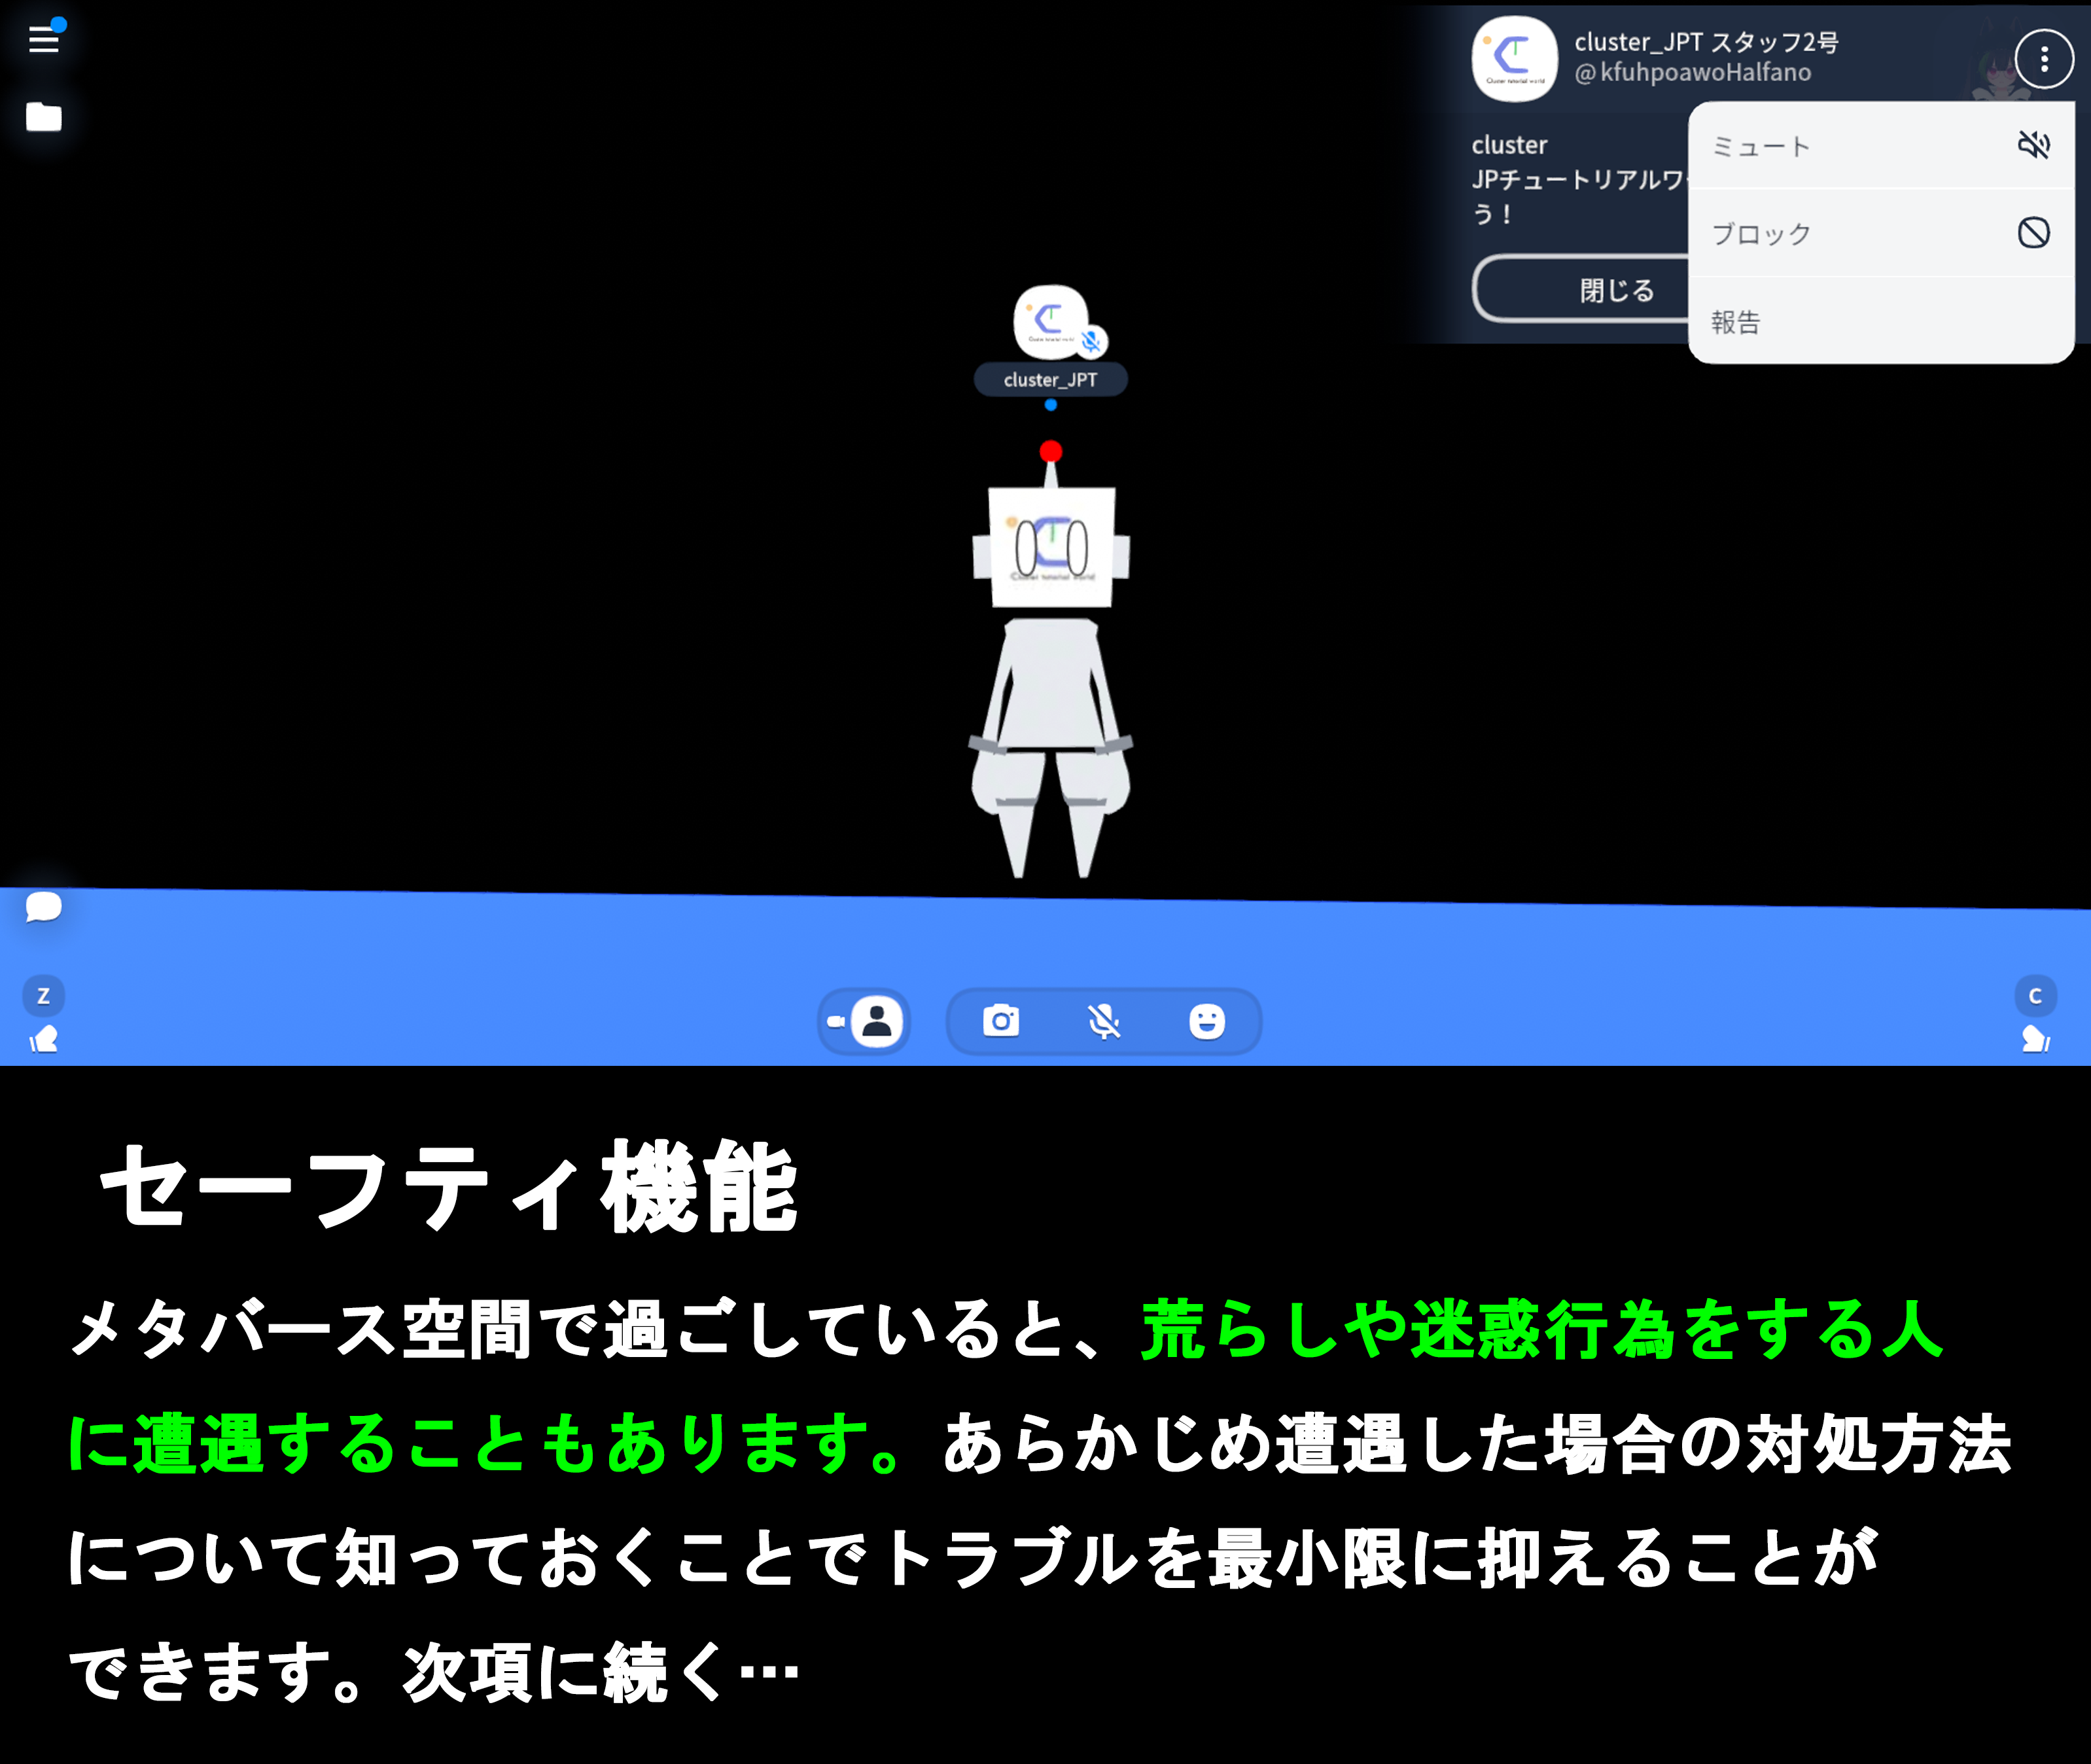 cluster_JPT スタッフ2号
@kfuhpoawoHalfano
cluster
JPチュートリアルワ
う！
閉じる
ミュート
ブロック
報告
Cluster tutorial world
cluster_JPT
Cluster tutorial world
Z
C
セーフティ機能
メタバース空間で過ごしていると、荒らしや迷惑行為をする人
に遭遇することもあります。あらかじめ遭遇した場合の対処方法
について知っておくことでトラブルを最小限に抑えることが
できます。次項に続く…